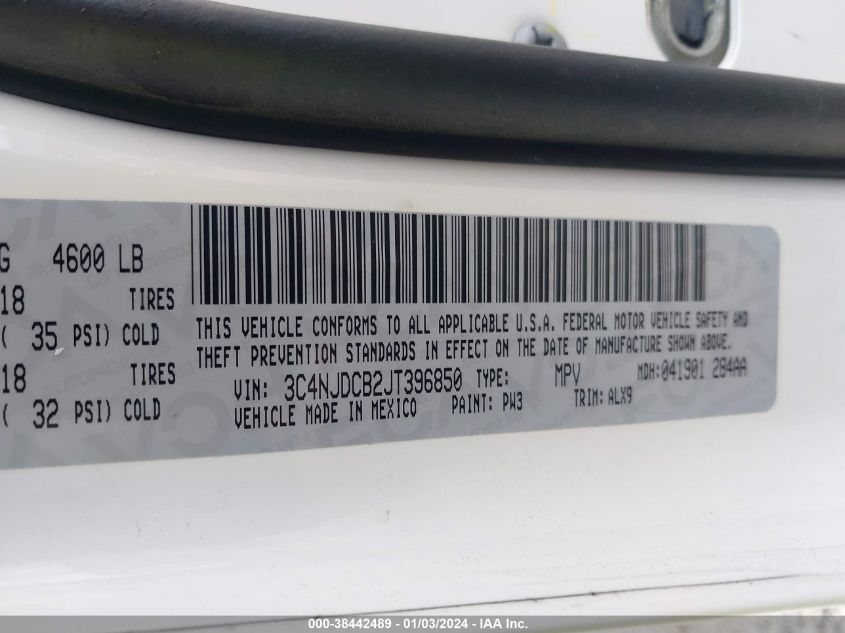 G 4600 LB
18 TIRES
( 35 PSI) COLD
18 TIRES
( 32 PSI) COLD
THIS VEHICLE CONFORMS TO ALL APPLICABLE U.S.A. FEDERAL MOTOR VEHICLE SAFETY AND
THEFT PREVENTION STANDARDS IN EFFECT ON THE DATE OF MANUFACTURE SHOWN ABOVE.
VIN: 3C4NJDCB2JT396850 TYPE: MPV MDH:041901 284AA
VEHICLE MADE IN MEXICO PAINT: PW3 TRIM: ALX9
000-38442489 - 01/03/2024 - IAA Inc.